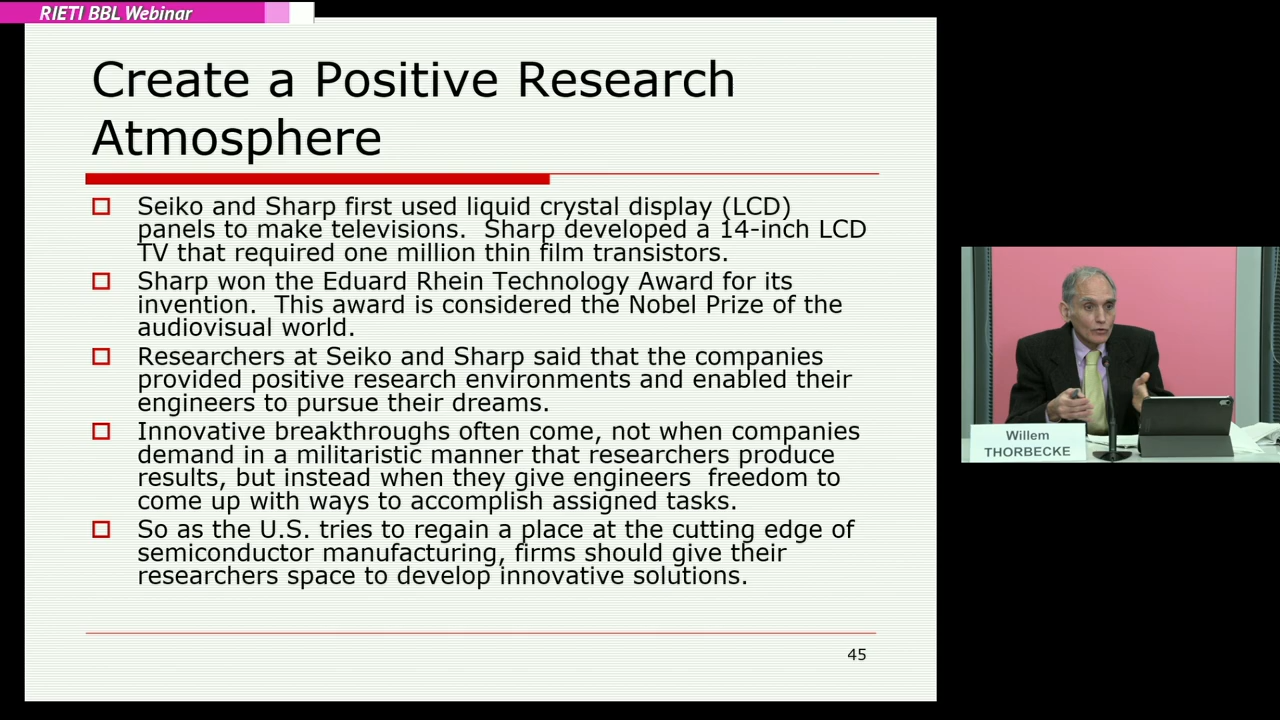 RIETI BBL Webinar
Create a Positive Research
Atmosphere
Seiko and Sharp first used liquid crystal display (LCD)
panels to make televisions.  Sharp developed a 14-inch LCD
TV that required one million thin film transistors.
Sharp won the Eduard Rhein Technology Award for its
invention.  This award is considered the Nobel Prize of the
audiovisual world.
Researchers at Seiko and Sharp said that the companies
provided positive research environments and enabled their
engineers to pursue their dreams.
Innovative breakthroughs often come, not when companies
demand in a militaristic manner that researchers produce
results, but instead when they give engineers  freedom to
come up with ways to accomplish assigned tasks.
So as the U.S. tries to regain a place at the cutting edge of
semiconductor manufacturing, firms should give their
researchers space to develop innovative solutions.
45
Willem
THORBECKE